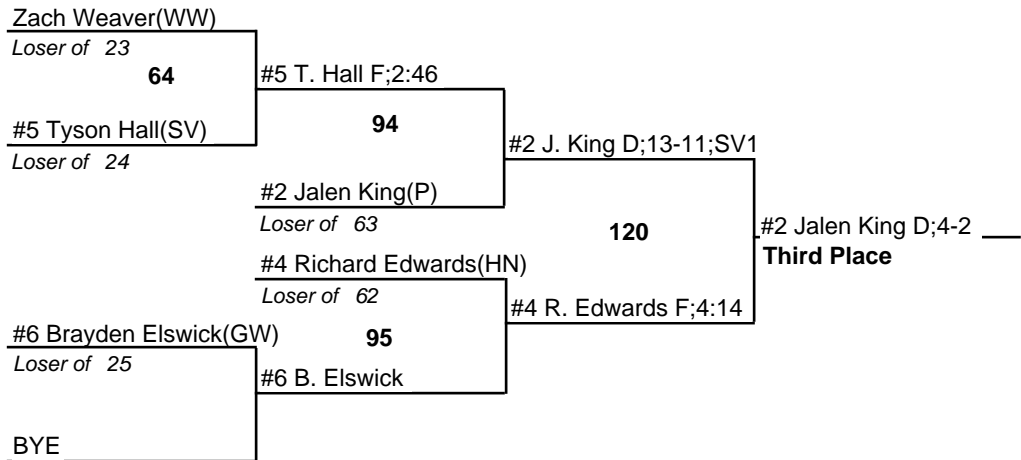 Zach Weaver(WW)
Loser of 23
64
#5 T. Hall F;2:46
#5 Tyson Hall(SV)
Loser of 24
94
#2 J. King D;13-11;SV1
#2 Jalen King(P)
Loser of 63
120
#2 Jalen King D;4-2
Third Place
#4 Richard Edwards(HN)
Loser of 62
#4 R. Edwards F;4:14
#6 Brayden Elswick(GW)
Loser of 25
95
#6 B. Elswick
BYE